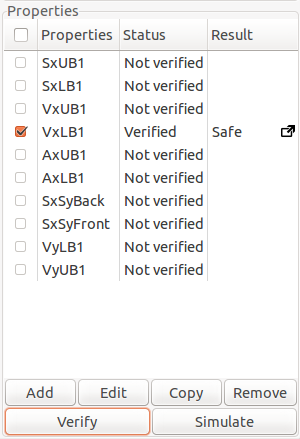 Properties
Properties Status Result
SxUB1 Not verified
SxLB1 Not verified
VxUB1 Not verified
VxLB1 Verified Safe
AxUB1 Not verified
AxLB1 Not verified
SxSyBack Not verified
SxSyFront Not verified
VyLB1 Not verified
VyUB1 Not verified
Add Edit Copy Remove
Verify Simulate